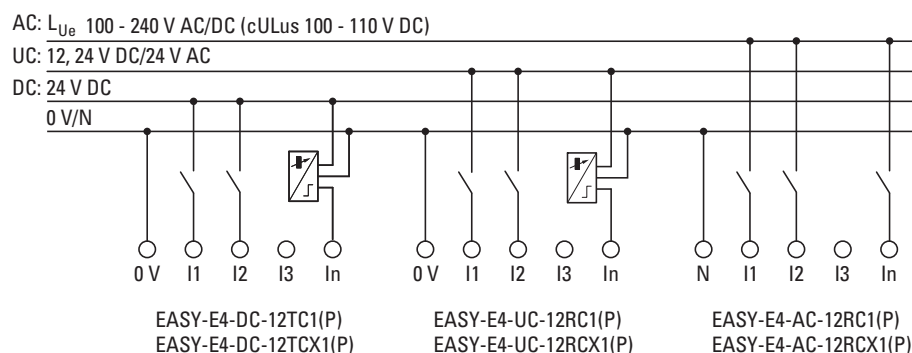 AC: LUe 100 - 240 V AC/DC (cULus 100 - 110 V DC)
UC: 12, 24 V DC/24 V AC
DC: 24 V DC
0 V/N
0 V I1 I2 I3 In 0 V I1 I2 I3 In N I1 I2 I3 In
EASY-E4-DC-12TC1(P) EASY-E4-UC-12RC1(P) EASY-E4-AC-12RC1(P)
EASY-E4-DC-12TCX1(P) EASY-E4-UC-12RCX1(P) EASY-E4-AC-12RCX1(P)